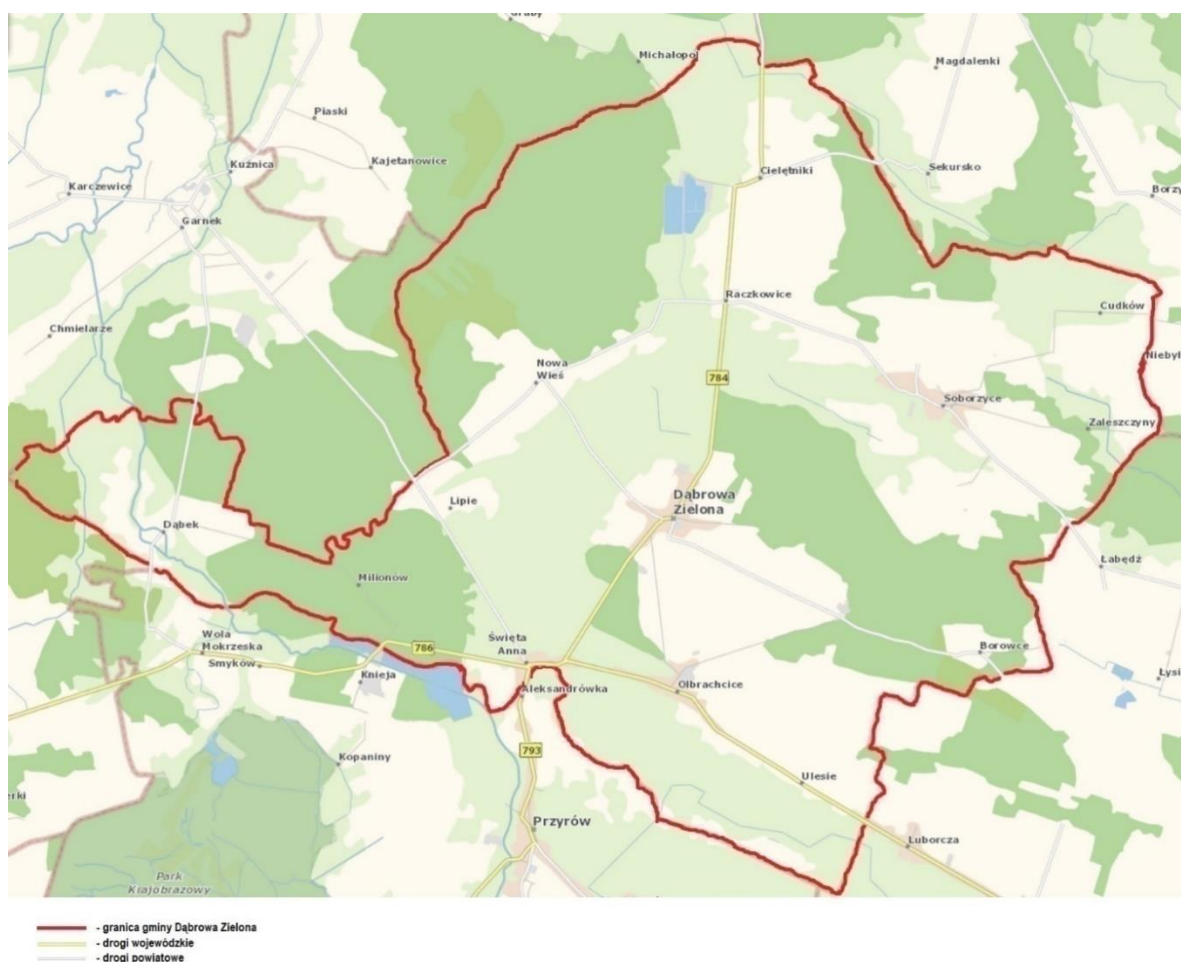 Michałopol
Magdalenki
Piaski
Kajetanowice
Kuźnica
Cielętniki
Sekursko
Karczewice
Garnek
Raczkowice
Cudków
Chmielarze
Nowa
Wieś
784
Soborzyce
Zaleszczyny
Lipie
Dąbrowa
Zielona
Dąbek
Łabędź
Milionów
Święta
Anna
Borowce
Wola
Mokrzeska
Smyków
786
Knieja
Aleksandrówka
Olbrachcice
793
Kopaniny
Ulesie
Przyrów
Luborcza
Park
Krajobrazowy
- granica gminy Dąbrowa Zielona
- drogi wojewódzkie
- drogi powiatowe